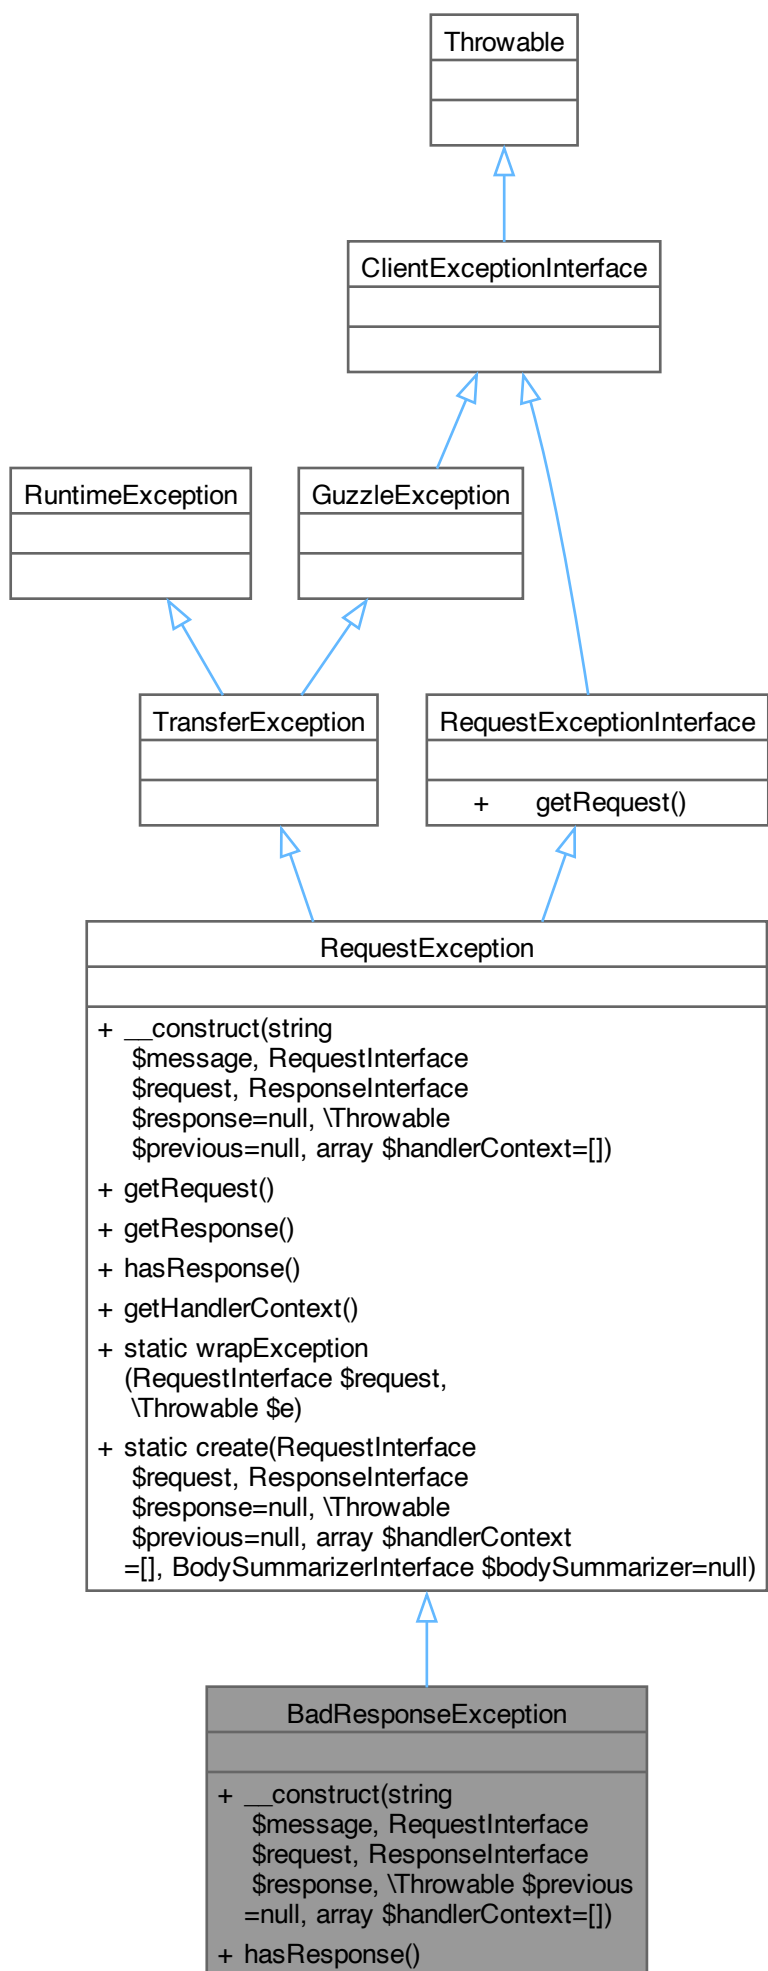 Throwable
ClientExceptionInterface
RuntimeException
GuzzleException
TransferException
RequestExceptionInterface
+ getRequest()
RequestException
+ __construct(string
$message, RequestInterface
$request, ResponseInterface
$response=null, \Throwable
$previous=null, array $handlerContext=[])
+ getRequest()
+ getResponse()
+ hasResponse()
+ getHandlerContext()
+ static wrapException
(RequestInterface $request,
\Throwable $e)
+ static create(RequestInterface
$request, ResponseInterface
$response=null, \Throwable
$previous=null, array $handlerContext
=[], BodySummarizerInterface $bodySummarizer=null)
BadResponseException
+ __construct(string
$message, RequestInterface
$request, ResponseInterface
$response, \Throwable $previous
=null, array $handlerContext=[])
+ hasResponse()